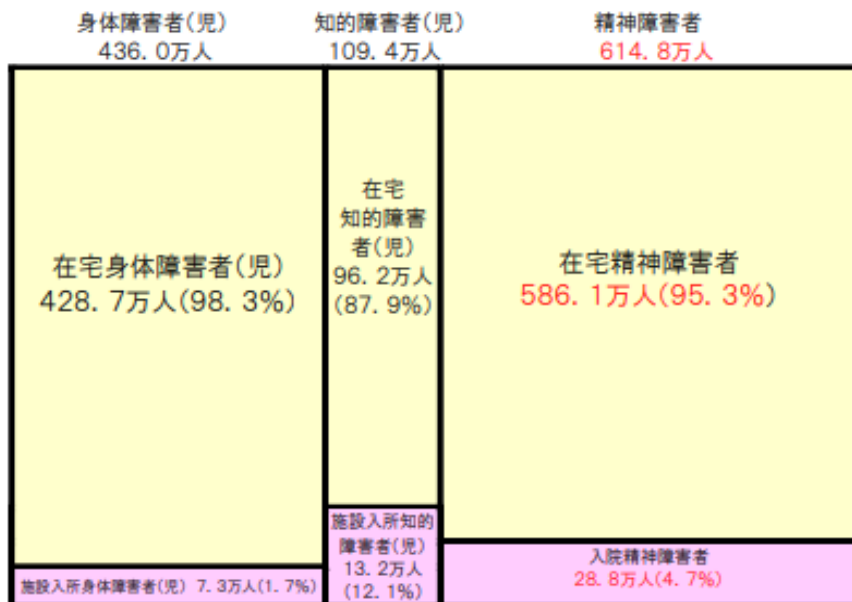 身体障害者(児)
436. 0万人
知的障害者(児)
109. 4万人
精神障害者
614. 8万人
在宅身体障害者(児)
428. 7万人(98. 3%)
在宅
知的障害
者(児)
96. 2万人
(87. 9%)
在宅精神障害者
586. 1万人(95. 3%)
施設入所身体障害者(児) 7. 3万人(1. 7%)
施設入所知的
障害者(児)
13. 2万人
(12. 1%)
入院精神障害者
28. 8万人(4. 7%)